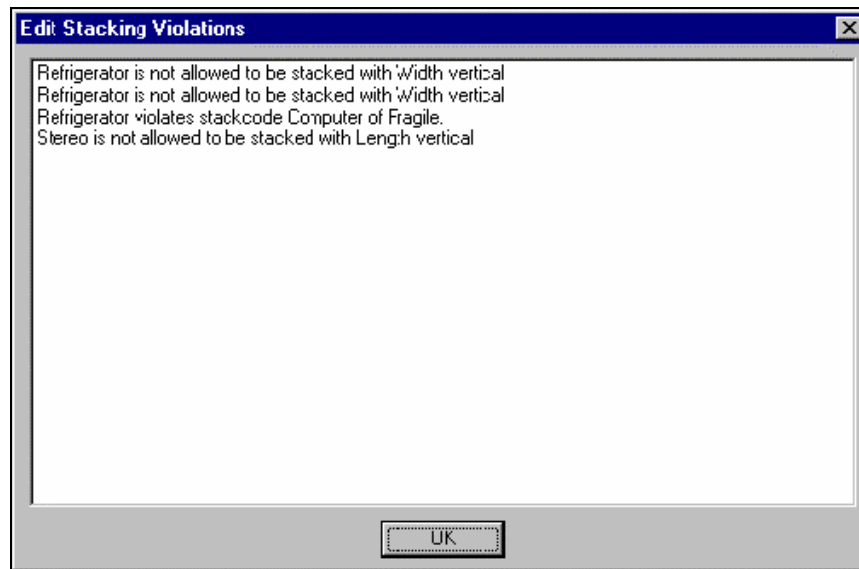 Edit Stacking Violations
Refrigerator is not allowed to be stacked with Width vertical
Refrigerator is not allowed to be stacked with Width vertical
Refrigerator violates stackcode Computer of Fragile.
Stereo is not allowed to be stacked with Length vertical
OK